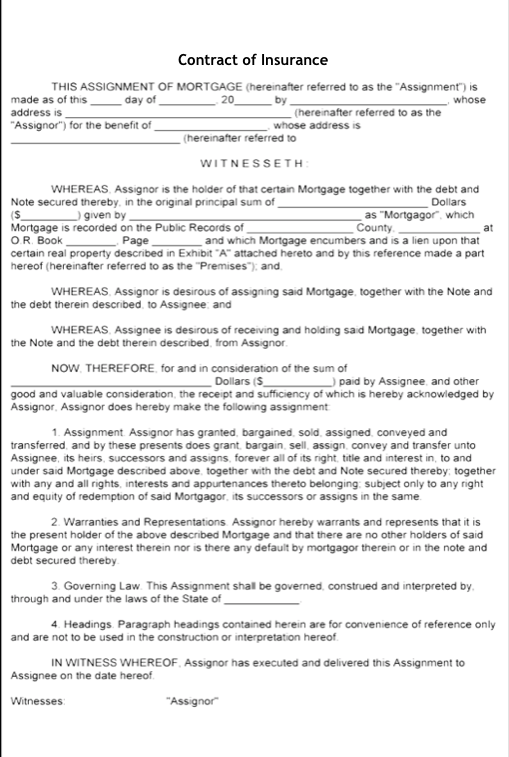 Contract of Insurance
THIS ASSIGNMENT OF MORTGAGE (hereinafter referred to as the "Assignment") is
made as of this _____ day of _________, 20______ by _________________________, whose
address is ____________________________________ (hereinafter referred to as the
"Assignor") for the benefit of __________________, whose address is
___________________________ (hereinafter referred to
W I T N E S S E T H :
WHEREAS, Assignor is the holder of that certain Mortgage together with the debt and
Note secured thereby, in the original principal sum of ________________________ Dollars
($_________) given by _____________________________________ as "Mortgagor", which
Mortgage is recorded on the Public Records of _________________ County, _____________ at
O.R. Book ________, Page ________ and which Mortgage encumbers and is a lien upon that
certain real property described in Exhibit "A" attached hereto and by this reference made a part
hereof (hereinafter referred to as the "Premises"); and,
WHEREAS, Assignor is desirous of assigning said Mortgage, together with the Note and
the debt therein described, to Assignee; and
WHEREAS, Assignee is desirous of receiving and holding said Mortgage, together with
the Note and the debt therein described, from Assignor.
NOW, THEREFORE, for and in consideration of the sum of
________________________________ Dollars ($___________) paid by Assignee, and other
good and valuable consideration, the receipt and sufficiency of which is hereby acknowledged by
Assignor, Assignor does hereby make the following assignment:
1. Assignment. Assignor has granted, bargained, sold, assigned, conveyed and
transferred, and by these presents does grant, bargain, sell, assign, convey and transfer unto
Assignee, its heirs, successors and assigns, forever all of its right, title and interest in, to and
under said Mortgage described above, together with the debt and Note secured thereby; together
with any and all rights, interests and appurtenances thereto belonging; subject only to any right
and equity of redemption of said Mortgagor, its successors or assigns in the same.
2. Warranties and Representations. Assignor hereby warrants and represents that it is
the present holder of the above described Mortgage and that there are no other holders of said
Mortgage or any interest therein nor is there any default by mortgagor therein or in the note and
debt secured thereby.
3. Governing Law. This Assignment shall be governed, construed and interpreted by,
through and under the laws of the State of ____________.
4. Headings. Paragraph headings contained herein are for convenience of reference only
and are not to be used in the construction or interpretation hereof.
IN WITNESS WHEREOF, Assignor has executed and delivered this Assignment to
Assignee on the date hereof.
Witnesses: "Assignor"